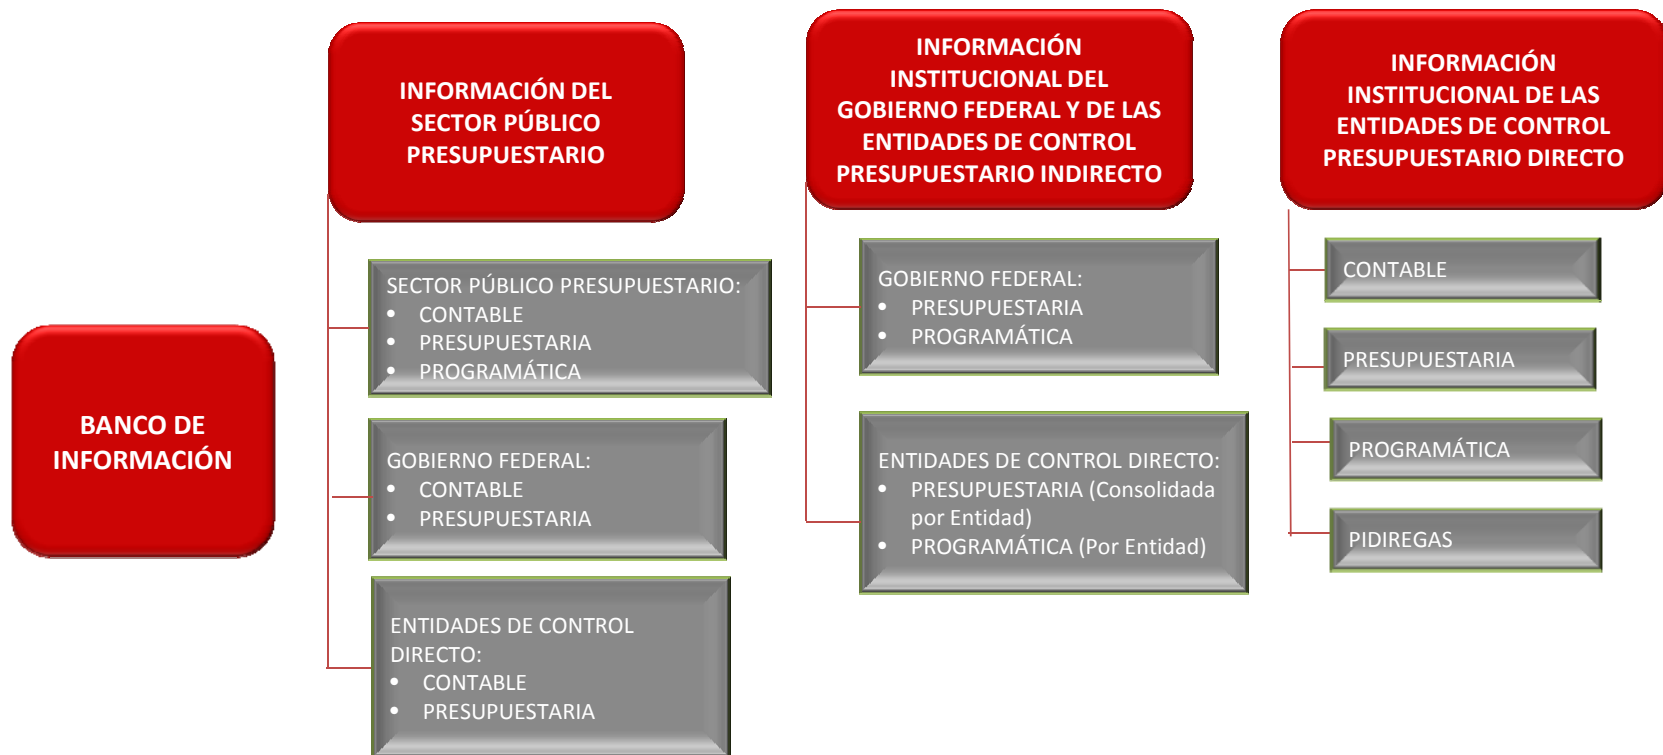 BANCO DE
INFORMACIÓN
INFORMACIÓN DEL
SECTOR PÚBLICO
PRESUPUESTARIO
SECTOR PÚBLICO PRESUPUESTARIO:
• CONTABLE
• PRESUPUESTARIA
• PROGRAMÁTICA
GOBIERNO FEDERAL:
• CONTABLE
• PRESUPUESTARIA
ENTIDADES DE CONTROL
DIRECTO:
• CONTABLE
• PRESUPUESTARIA
INFORMACIÓN
INSTITUCIONAL DEL
GOBIERNO FEDERAL Y DE LAS
ENTIDADES DE CONTROL
PRESUPUESTARIO INDIRECTO
GOBIERNO FEDERAL:
• PRESUPUESTARIA
• PROGRAMÁTICA
ENTIDADES DE CONTROL DIRECTO:
• PRESUPUESTARIA (Consolidada
por Entidad)
• PROGRAMÁTICA (Por Entidad)
INFORMACIÓN
INSTITUCIONAL DE LAS
ENTIDADES DE CONTROL
PRESUPUESTARIO DIRECTO
CONTABLE
PRESUPUESTARIA
PROGRAMÁTICA
PIDIREGAS